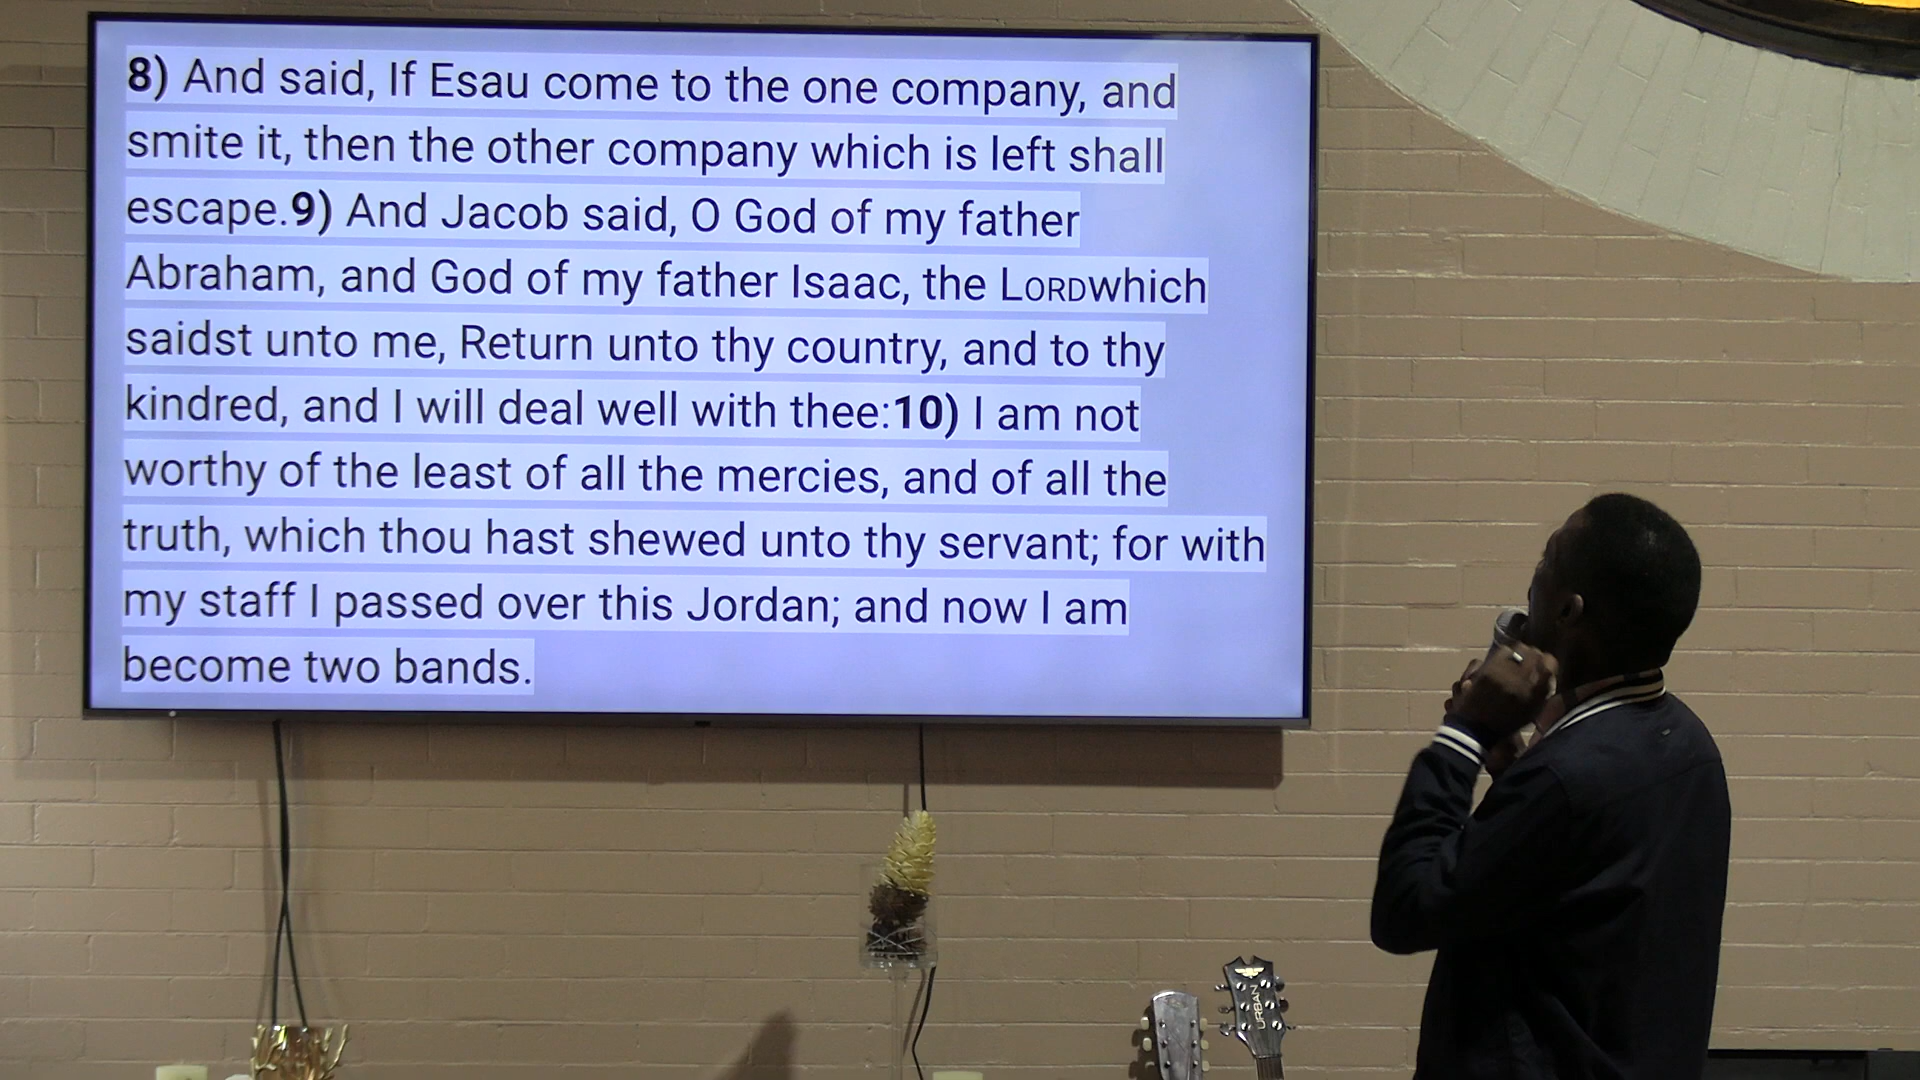 8) And said, If Esau come to the one company, and
smite it, then the other company which is left shall
escape.9) And Jacob said, O God of my father
Abraham, and God of my father Isaac, the LORDwhich
saidst unto me, Return unto thy country, and to thy
kindred, and I will deal well with thee:10) I am not
worthy of the least of all the mercies, and of all the
truth, which thou hast shewed unto thy servant; for with
my staff I passed over this Jordan; and now I am
become two bands.
URBAN